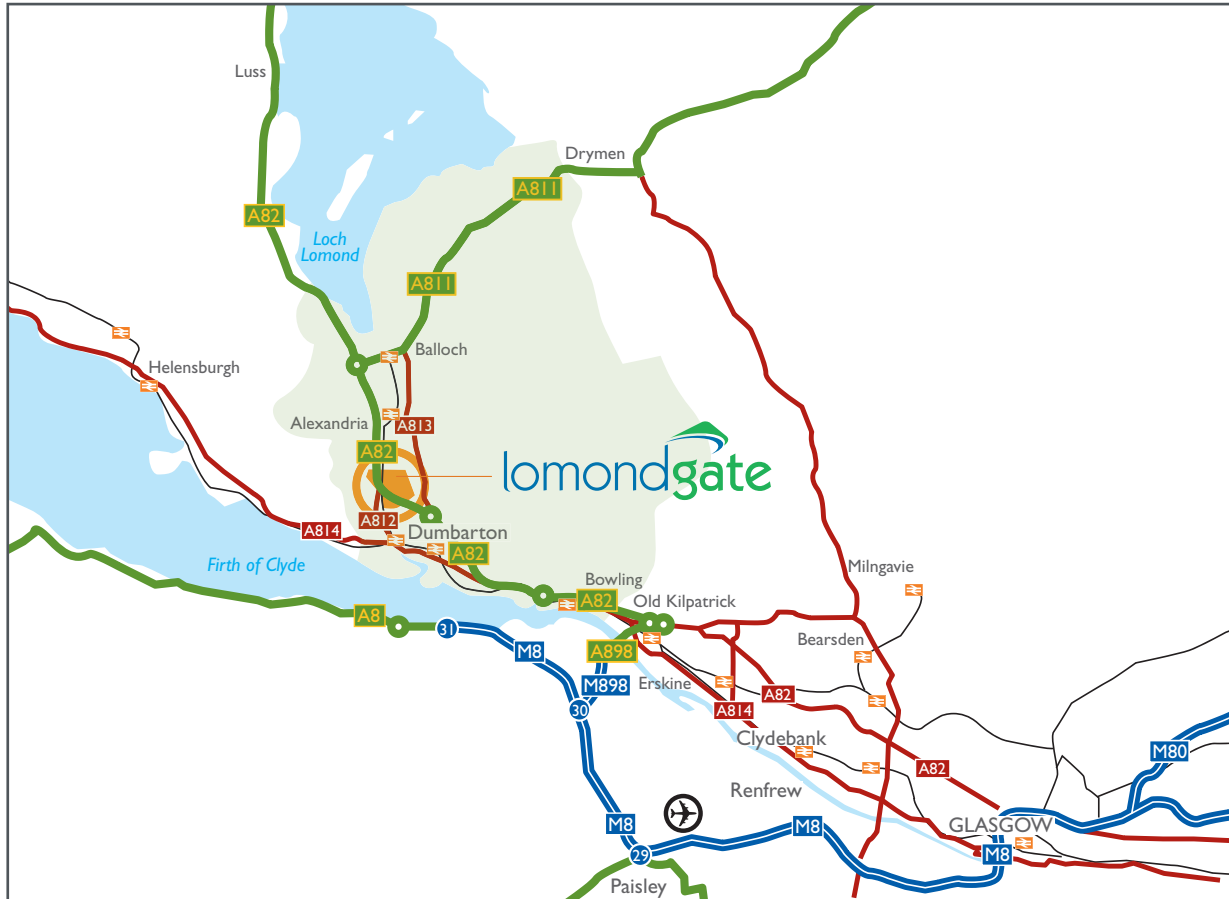 Luss
Drymen
A811
A82
Loch
Lomond
A811
Balloch
Helensburgh
Alexandria
A813
A82
lomondgate
A812
A814
Dumbarton
A82
Firth of Clyde
Milngavie
Bowling
A82
Old Kilpatrick
A8
31
Bearsden
M8
A898
Erskine
M898
A82
30
A814
Clydebank
M80
A82
Renfrew
M8
M8
GLASGOW
29
M8
Paisley